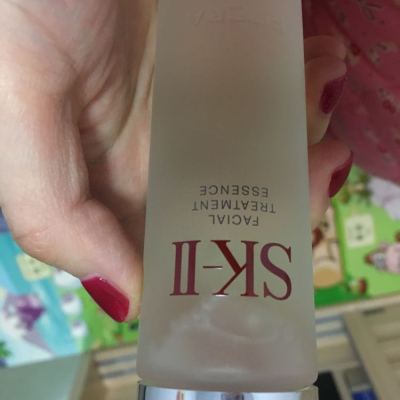 SK-II
FACIAL
TREATMENT
ESSENCE